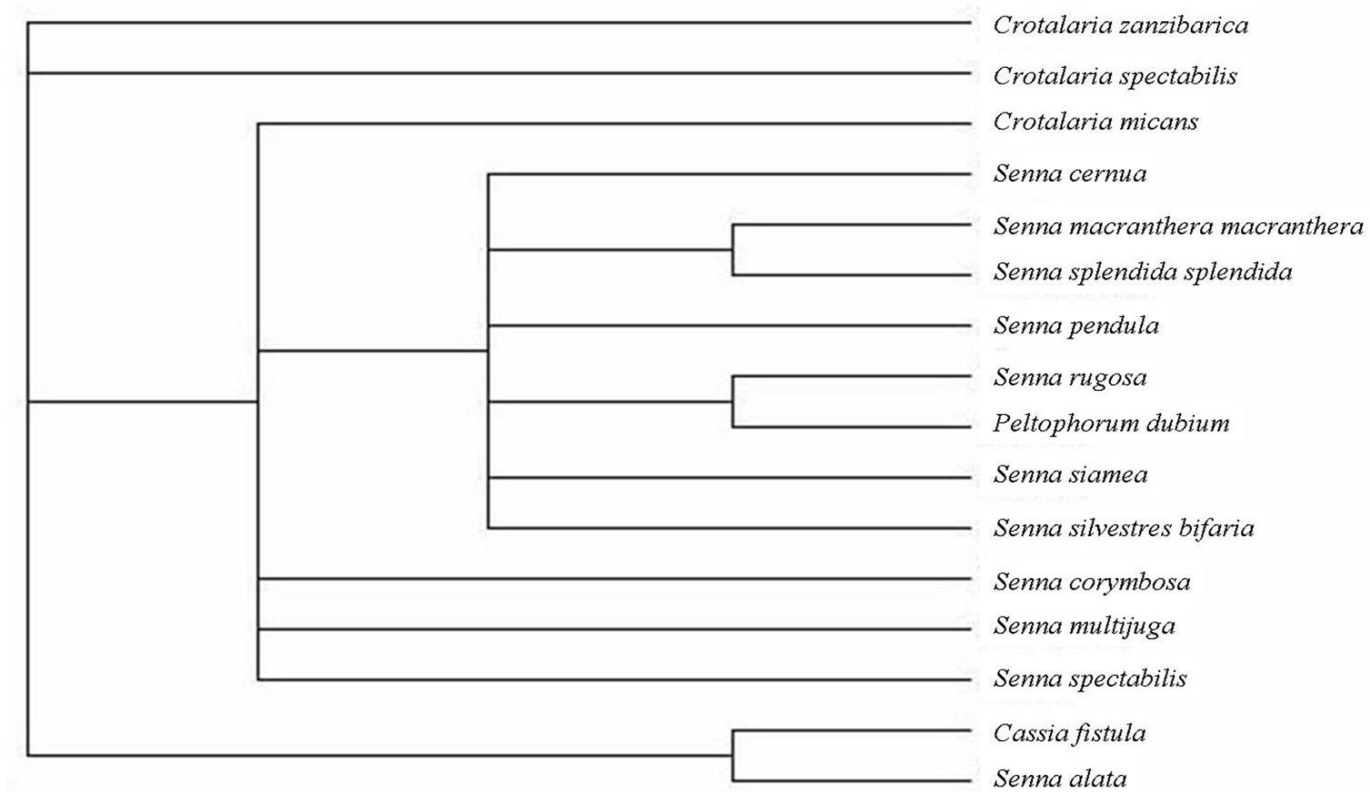 Crotalaria zanzibarica
Crotalaria spectabilis
Crotalaria micans
Senna cernua
Senna macranthera macranthera
Senna splendida splendida
Senna pendula
Senna rugosa
Peltophorum dubium
Senna siamea
Senna silvestres bifaria
Senna corymbosa
Senna multijuga
Senna spectabilis
Cassia fistula
Senna alata